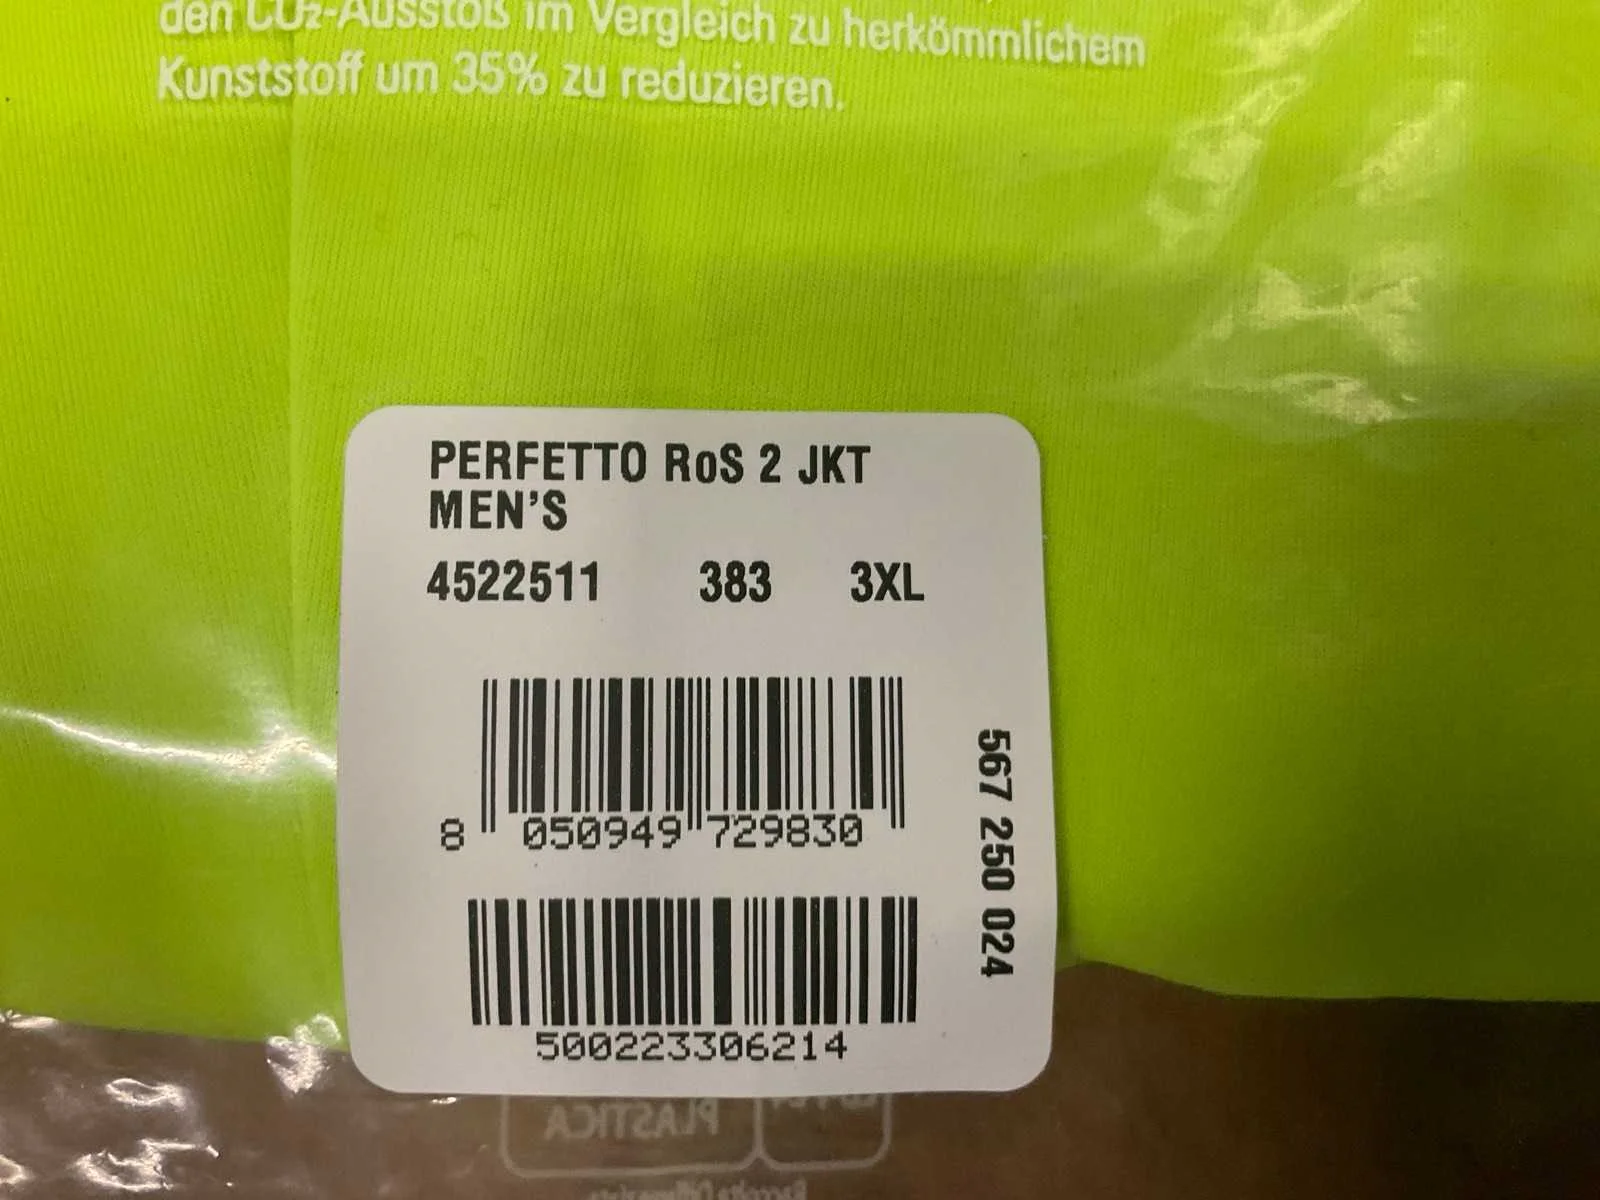 den CO₂-Ausstoß im Vergleich zu herkömmlichem
Kunststoff um 35% zu reduzieren.
PERFETTO RoS 2 JKT
MEN'S
4522511 383 3XL
8 050949 729830
567 250 024
500223306214
PLASTICA